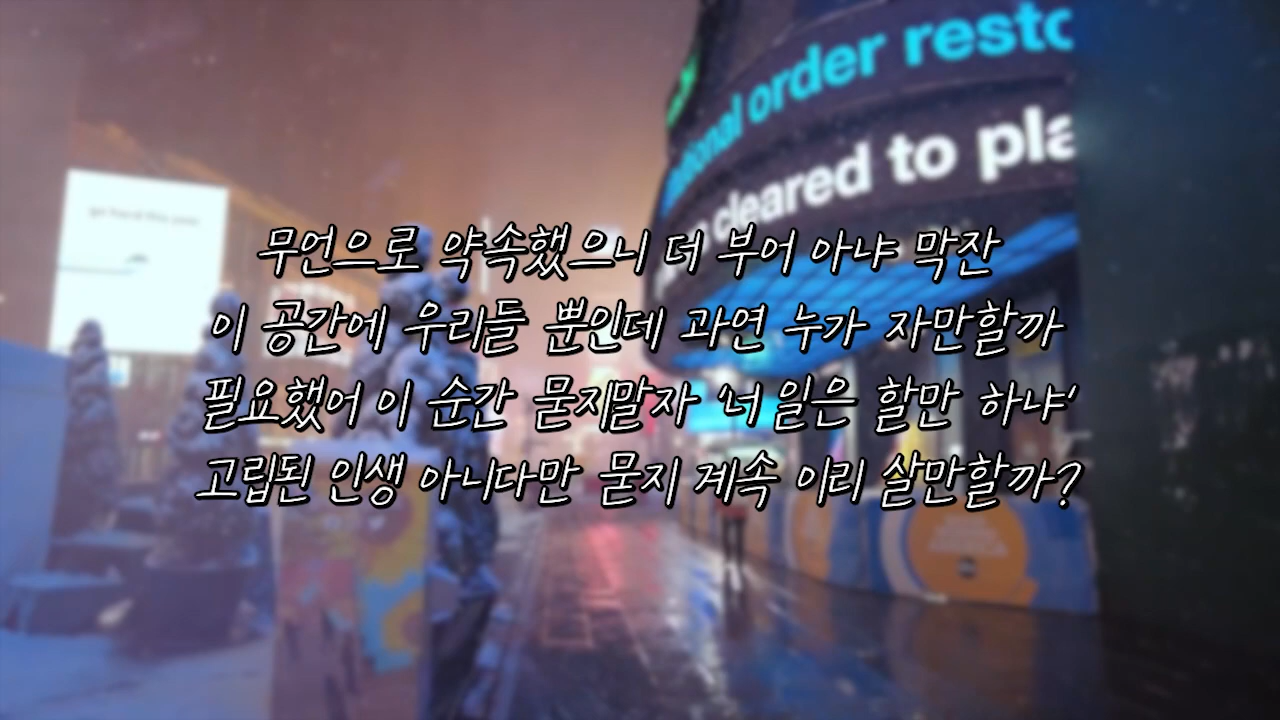 ational order resto
cleared to pla
무언으로 약속했으니 더 부어 아냐 막잔
이 공간에 우리들 뿐인데 과연 누가 자만할까
필요했어 이 순간 묻지말자 '너 일은 할만 하냐'
고립된 인생 아니다만 묻지 계속 이리 살만할까?